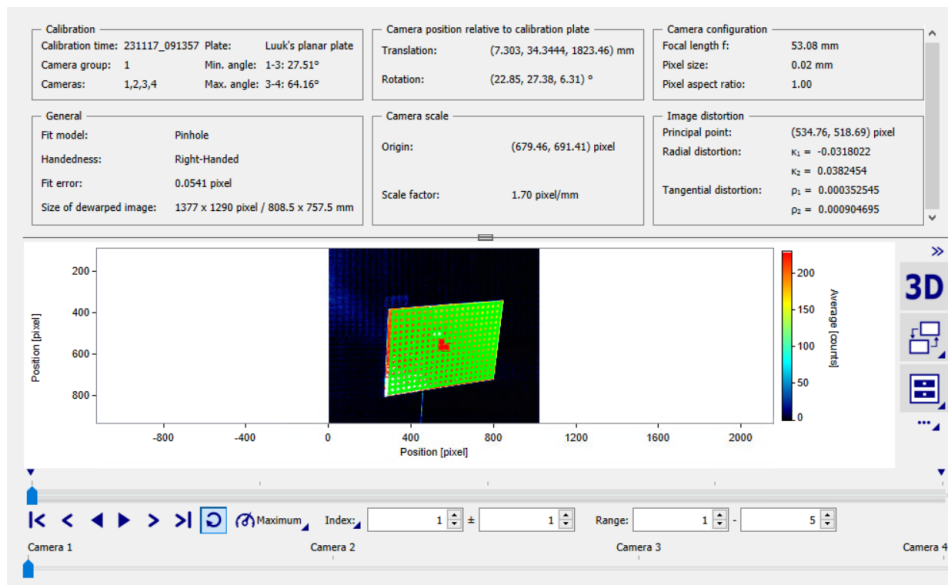 Calibration
Calibration time: 231117_091357 Plate: Luuk's planar plate
Camera group: 1 Min. angle: 1-3: 27.51°
Cameras: 1,2,3,4 Max. angle: 3-4: 64.16°
Camera position relative to calibration plate
Translation: (7.303, 34.3444, 1823.46) mm
Rotation: (22.85, 27.38, 6.31) °
Camera configuration
Focal length f: 53.08 mm
Pixel size: 0.02 mm
Pixel aspect ratio: 1.00
General
Fit model: Pinhole
Handedness: Right-Handed
Fit error: 0.0541 pixel
Size of dewarped image: 1377 x 1290 pixel / 808.5 x 757.5 mm
Camera scale
Origin: (679.46, 691.41) pixel
Scale factor: 1.70 pixel/mm
Image distortion
Principal point: (534.76, 518.69) pixel
Radial distortion: κ₁ = -0.0318022
κ₂ = 0.0382454
Tangential distortion: ρ₁ = 0.000352545
ρ₂ = 0.000904695
Position [pixel]
200
400
600
800
-800 -400 0 400 800 1200 1600 2000
Position [pixel]
200
150
100
50
0
Average [counts]
»
3D
Maximum Index: 1 ± 1 Range: 1 - 5
Camera 1 Camera 2 Camera 3 Camera 4